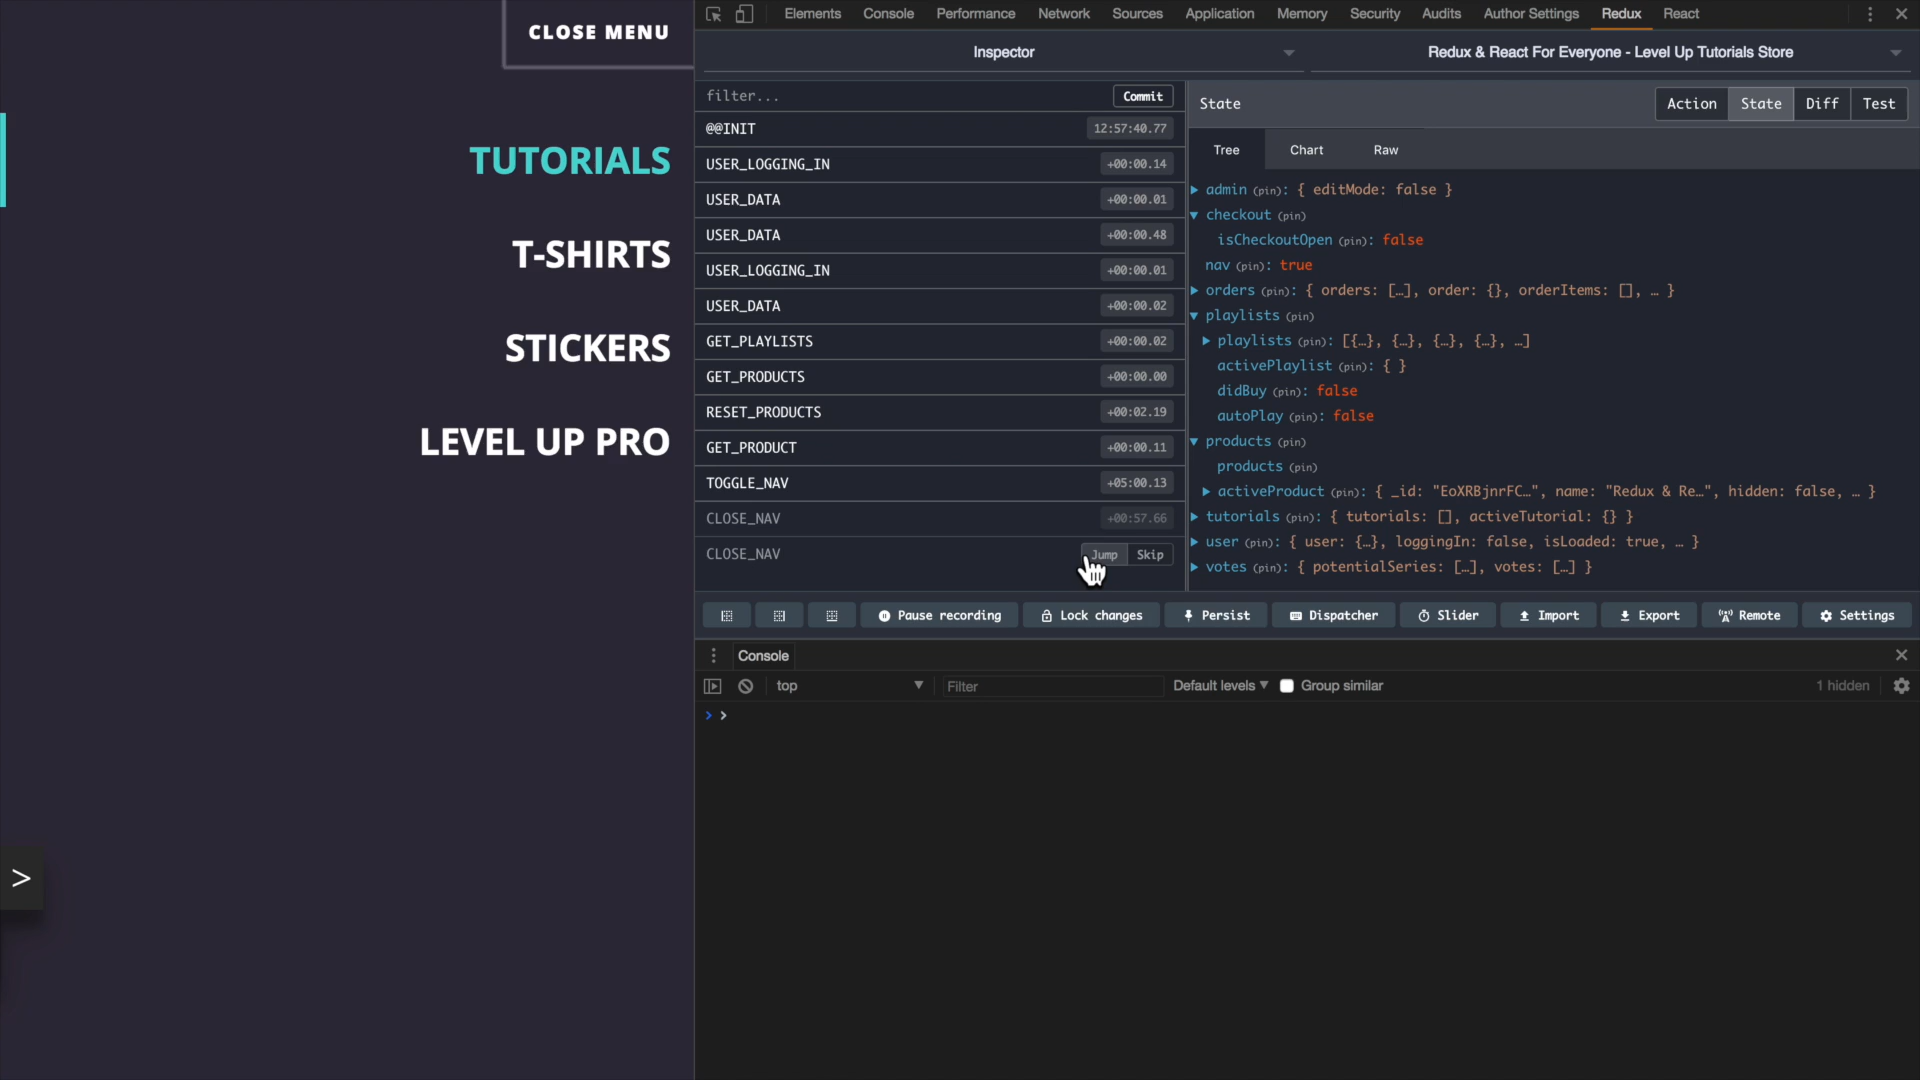 CLOSE MENU
TUTORIALS
T-SHIRTS
STICKERS
LEVEL UP PRO
>
Elements Console Performance Network Sources Application Memory Security Audits Author Settings Redux React
Inspector
Redux & React For Everyone - Level Up Tutorials Store
filter... Commit
@@INIT 12:57:40.77
USER_LOGGING_IN +00:00.14
USER_DATA +00:00.01
USER_DATA +00:00.48
USER_LOGGING_IN +00:00.01
USER_DATA +00:00.02
GET_PLAYLISTS +00:00.02
GET_PRODUCTS +00:00.00
RESET_PRODUCTS +00:02.19
GET_PRODUCT +00:00.11
TOGGLE_NAV +05:00.13
CLOSE_NAV +00:57.66
CLOSE_NAV Jump Skip
State Action State Diff Test
Tree Chart Raw
admin (pin): { editMode: false }
checkout (pin)
isCheckoutOpen (pin): false
nav (pin): true
orders (pin): { orders: […], order: {}, orderItems: [], … }
playlists (pin)
playlists (pin): [{…}, {…}, {…}, {…}, …]
activePlaylist (pin): { }
didBuy (pin): false
autoPlay (pin): false
products (pin)
products (pin)
activeProduct (pin): { _id: "EoXRBjnrFC…", name: "Redux & Re…", hidden: false, … }
tutorials (pin): { tutorials: [], activeTutorial: {} }
user (pin): { user: {…}, loggingIn: false, isLoaded: true, … }
votes (pin): { potentialSeries: […], votes: […] }
Pause recording Lock changes Persist Dispatcher Slider Import Export Remote Settings
Console
top Filter Default levels Group similar 1 hidden
> >